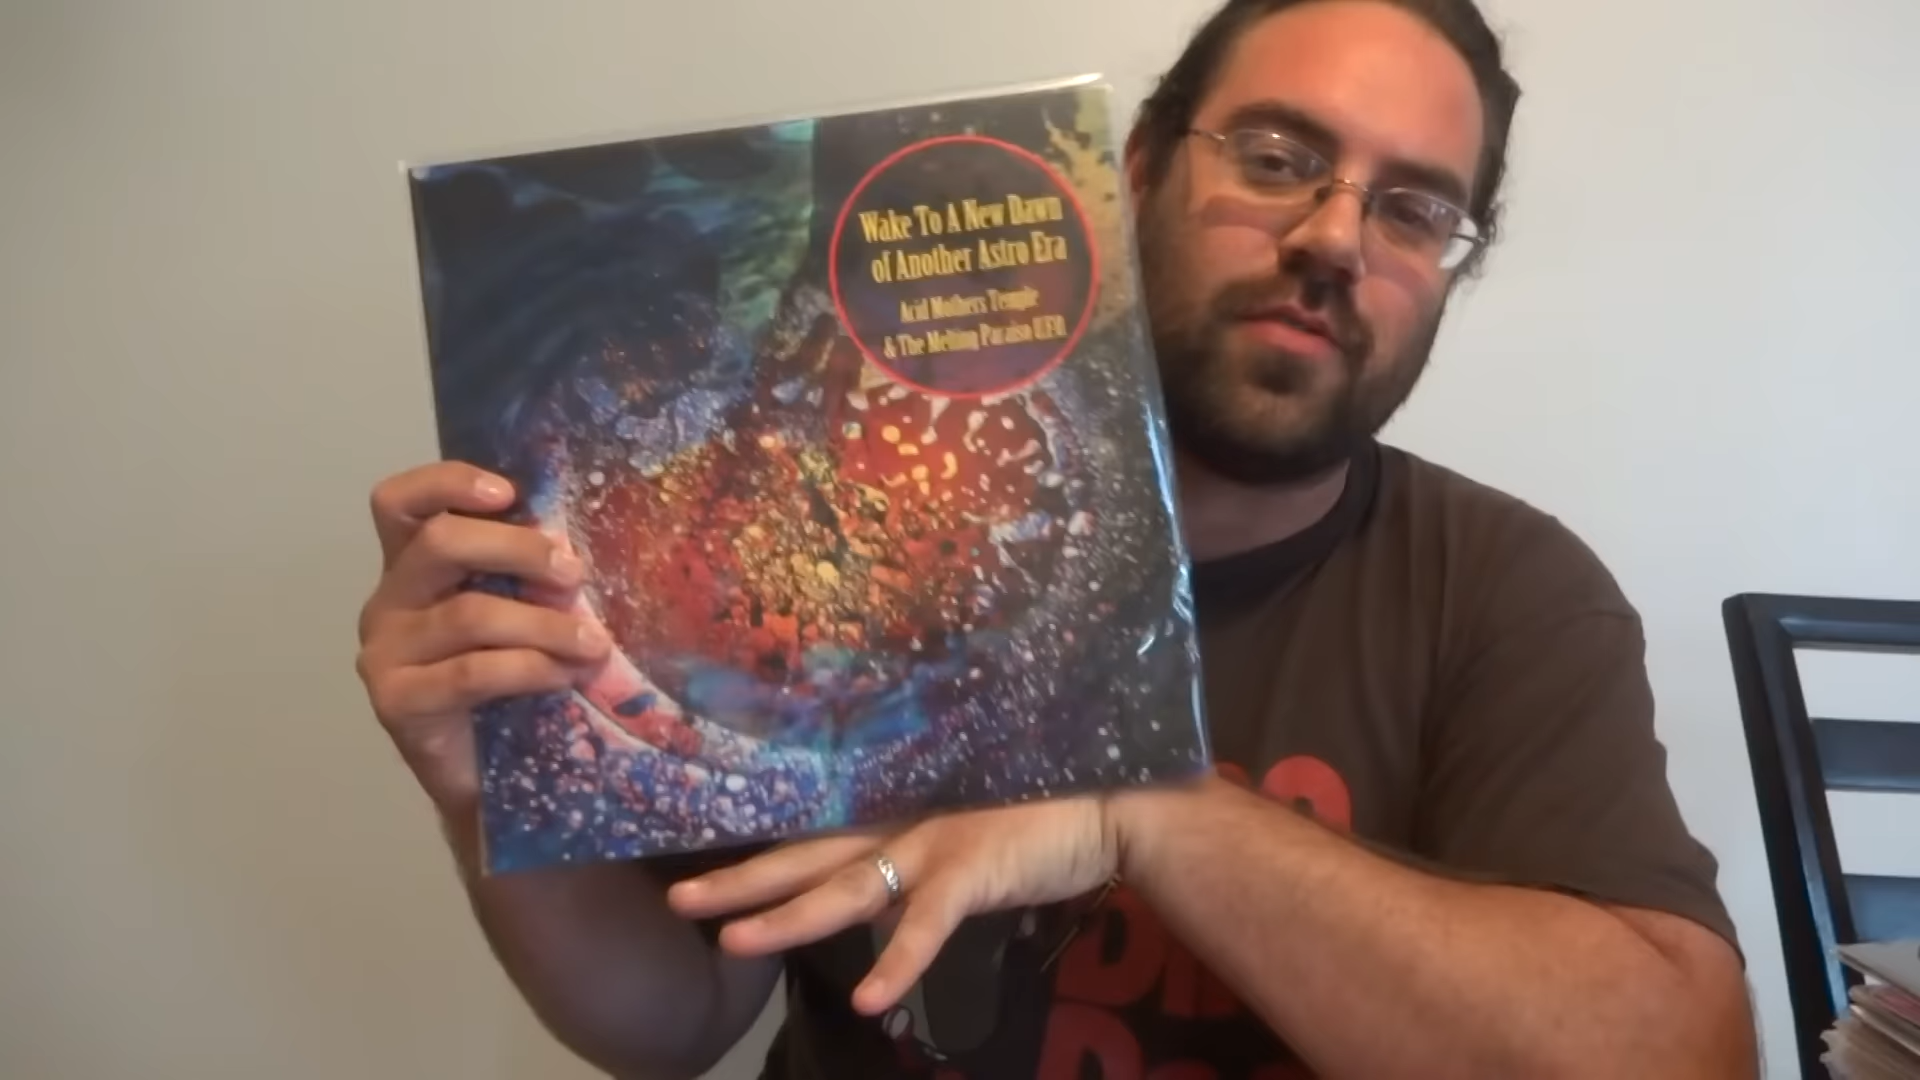 Wake To A New Dawn
of Another Astro Era
Acid Mothers Temple
& The Melting Paraiso U.F.O.